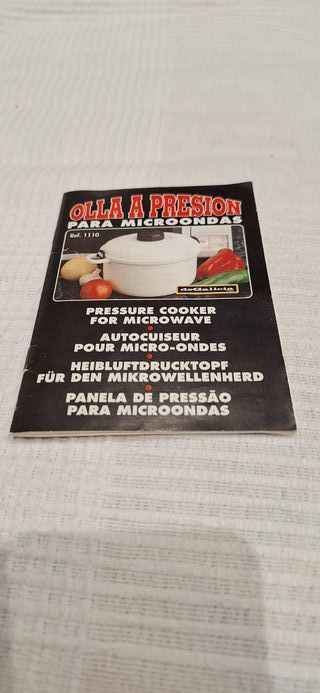 OLLA A PRESION
PARA MICROONDAS
Ref. 1110
deGalicia
PRESSURE COOKER
FOR MICROWAVE
•
AUTOCUISEUR
POUR MICRO-ONDES
•
HEIBLUFTDRUCKTOPF
FÜR DEN MIKROWELLENHERD
•
PANELA DE PRESSÃO
PARA MICROONDAS